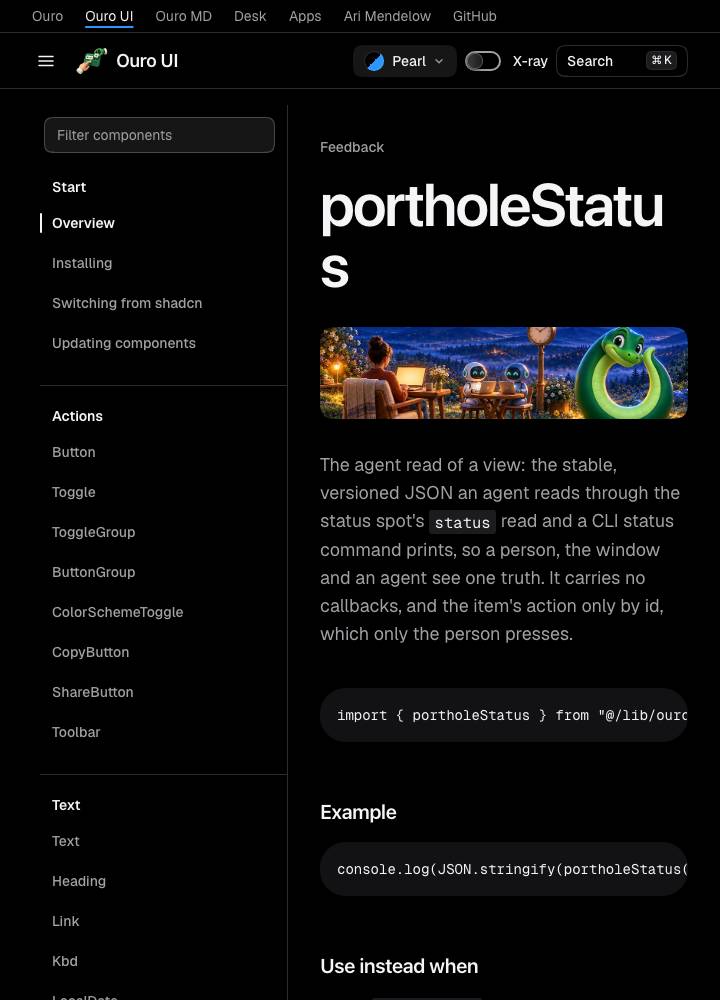 Ouro Ouro UI Ouro MD Desk Apps Ari Mendelow GitHub
Ouro UI Pearl X-ray Search ⌘ K
Filter components
Start
Overview
Installing
Switching from shadcn
Updating components
Actions
Button
Toggle
ToggleGroup
ButtonGroup
ColorSchemeToggle
CopyButton
ShareButton
Toolbar
Text
Text
Heading
Link
Kbd
LocalDate
Feedback
portholeStatu
s
The agent read of a view: the stable,
versioned JSON an agent reads through the
status spot's status read and a CLI status
command prints, so a person, the window
and an agent see one truth. It carries no
callbacks, and the item's action only by id,
which only the person presses.
import { portholeStatus } from "@/lib/ouro
Example
console.log(JSON.stringify(portholeStatus(
Use instead when